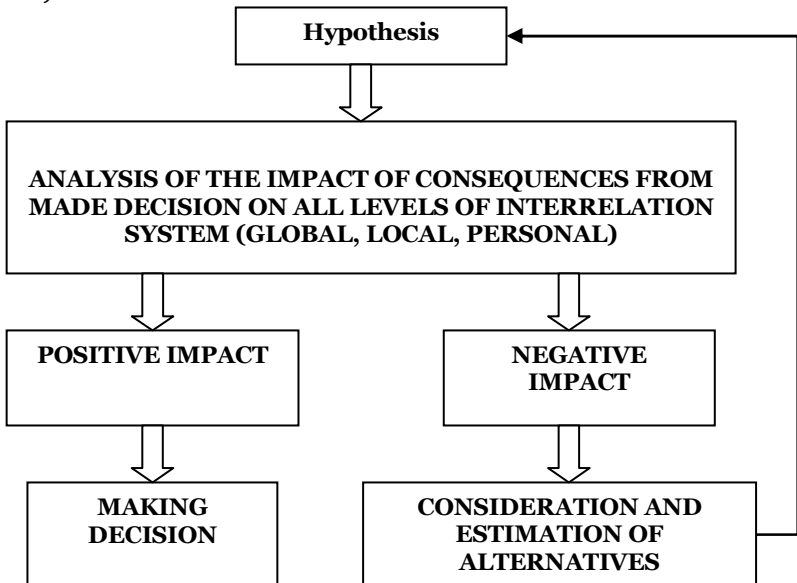 Hypothesis
ANALYSIS OF THE IMPACT OF CONSEQUENCES FROM
MADE DECISION ON ALL LEVELS OF INTERRELATION
SYSTEM (GLOBAL, LOCAL, PERSONAL)
POSITIVE IMPACT
NEGATIVE
IMPACT
MAKING
DECISION
CONSIDERATION AND
ESTIMATION OF
ALTERNATIVES